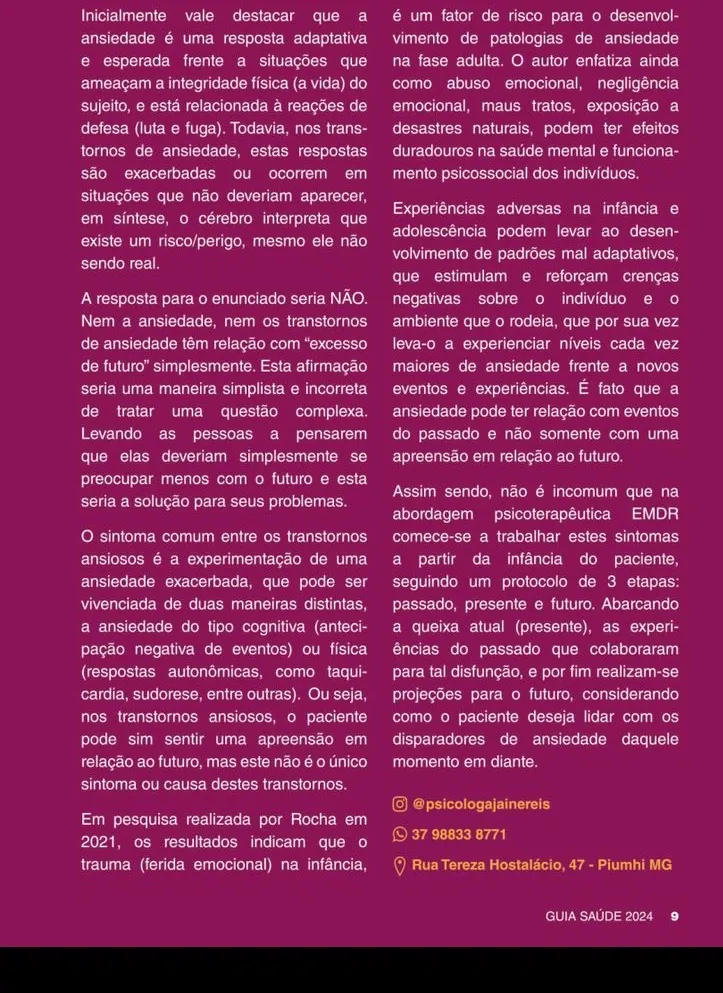 Inicialmente vale destacar que a
ansiedade é uma resposta adaptativa
e esperada frente a situações que
ameaçam a integridade física (a vida) do
sujeito, e está relacionada à reações de
defesa (luta e fuga). Todavia, nos trans-
tornos de ansiedade, estas respostas
são exacerbadas ou ocorrem em
situações que não deveriam aparecer,
em síntese, o cérebro interpreta que
existe um risco/perigo, mesmo ele não
sendo real.
A resposta para o enunciado seria NÃO.
Nem a ansiedade, nem os transtornos
de ansiedade têm relação com “excesso
de futuro” simplesmente. Esta afirmação
seria uma maneira simplista e incorreta
de tratar uma questão complexa.
Levando as pessoas a pensarem
que elas deveriam simplesmente se
preocupar menos com o futuro e esta
seria a solução para seus problemas.
O sintoma comum entre os transtornos
ansiosos é a experimentação de uma
ansiedade exacerbada, que pode ser
vivenciada de duas maneiras distintas,
a ansiedade do tipo cognitiva (anteci-
pação negativa de eventos) ou física
(respostas autonômicas, como taqui-
cardia, sudorese, entre outras). Ou seja,
nos transtornos ansiosos, o paciente
pode sim sentir uma apreensão em
relação ao futuro, mas este não é o único
sintoma ou causa destes transtornos.
Em pesquisa realizada por Rocha em
2021, os resultados indicam que o
trauma (ferida emocional) na infância,
é um fator de risco para o desenvol-
vimento de patologias de ansiedade
na fase adulta. O autor enfatiza ainda
como abuso emocional, negligência
emocional, maus tratos, exposição a
desastres naturais, podem ter efeitos
duradouros na saúde mental e funciona-
mento psicossocial dos indivíduos.
Experiências adversas na infância e
adolescência podem levar ao desen-
volvimento de padrões mal adaptativos,
que estimulam e reforçam crenças
negativas sobre o indivíduo e o
ambiente que o rodeia, que por sua vez
leva-o a experienciar níveis cada vez
maiores de ansiedade frente a novos
eventos e experiências. É fato que a
ansiedade pode ter relação com eventos
do passado e não somente com uma
apreensão em relação ao futuro.
Assim sendo, não é incomum que na
abordagem psicoterapêutica EMDR
comece-se a trabalhar estes sintomas
a partir da infância do paciente,
seguindo um protocolo de 3 etapas:
passado, presente e futuro. Abarcando
a queixa atual (presente), as experi-
ências do passado que colaboraram
para tal disfunção, e por fim realizam-se
projeções para o futuro, considerando
como o paciente deseja lidar com os
disparadores de ansiedade daquele
momento em diante.
@psicologajainereis
37 98833 8771
Rua Tereza Hostalácio, 47 - Piumhi MG
GUIA SAÚDE 2024 9